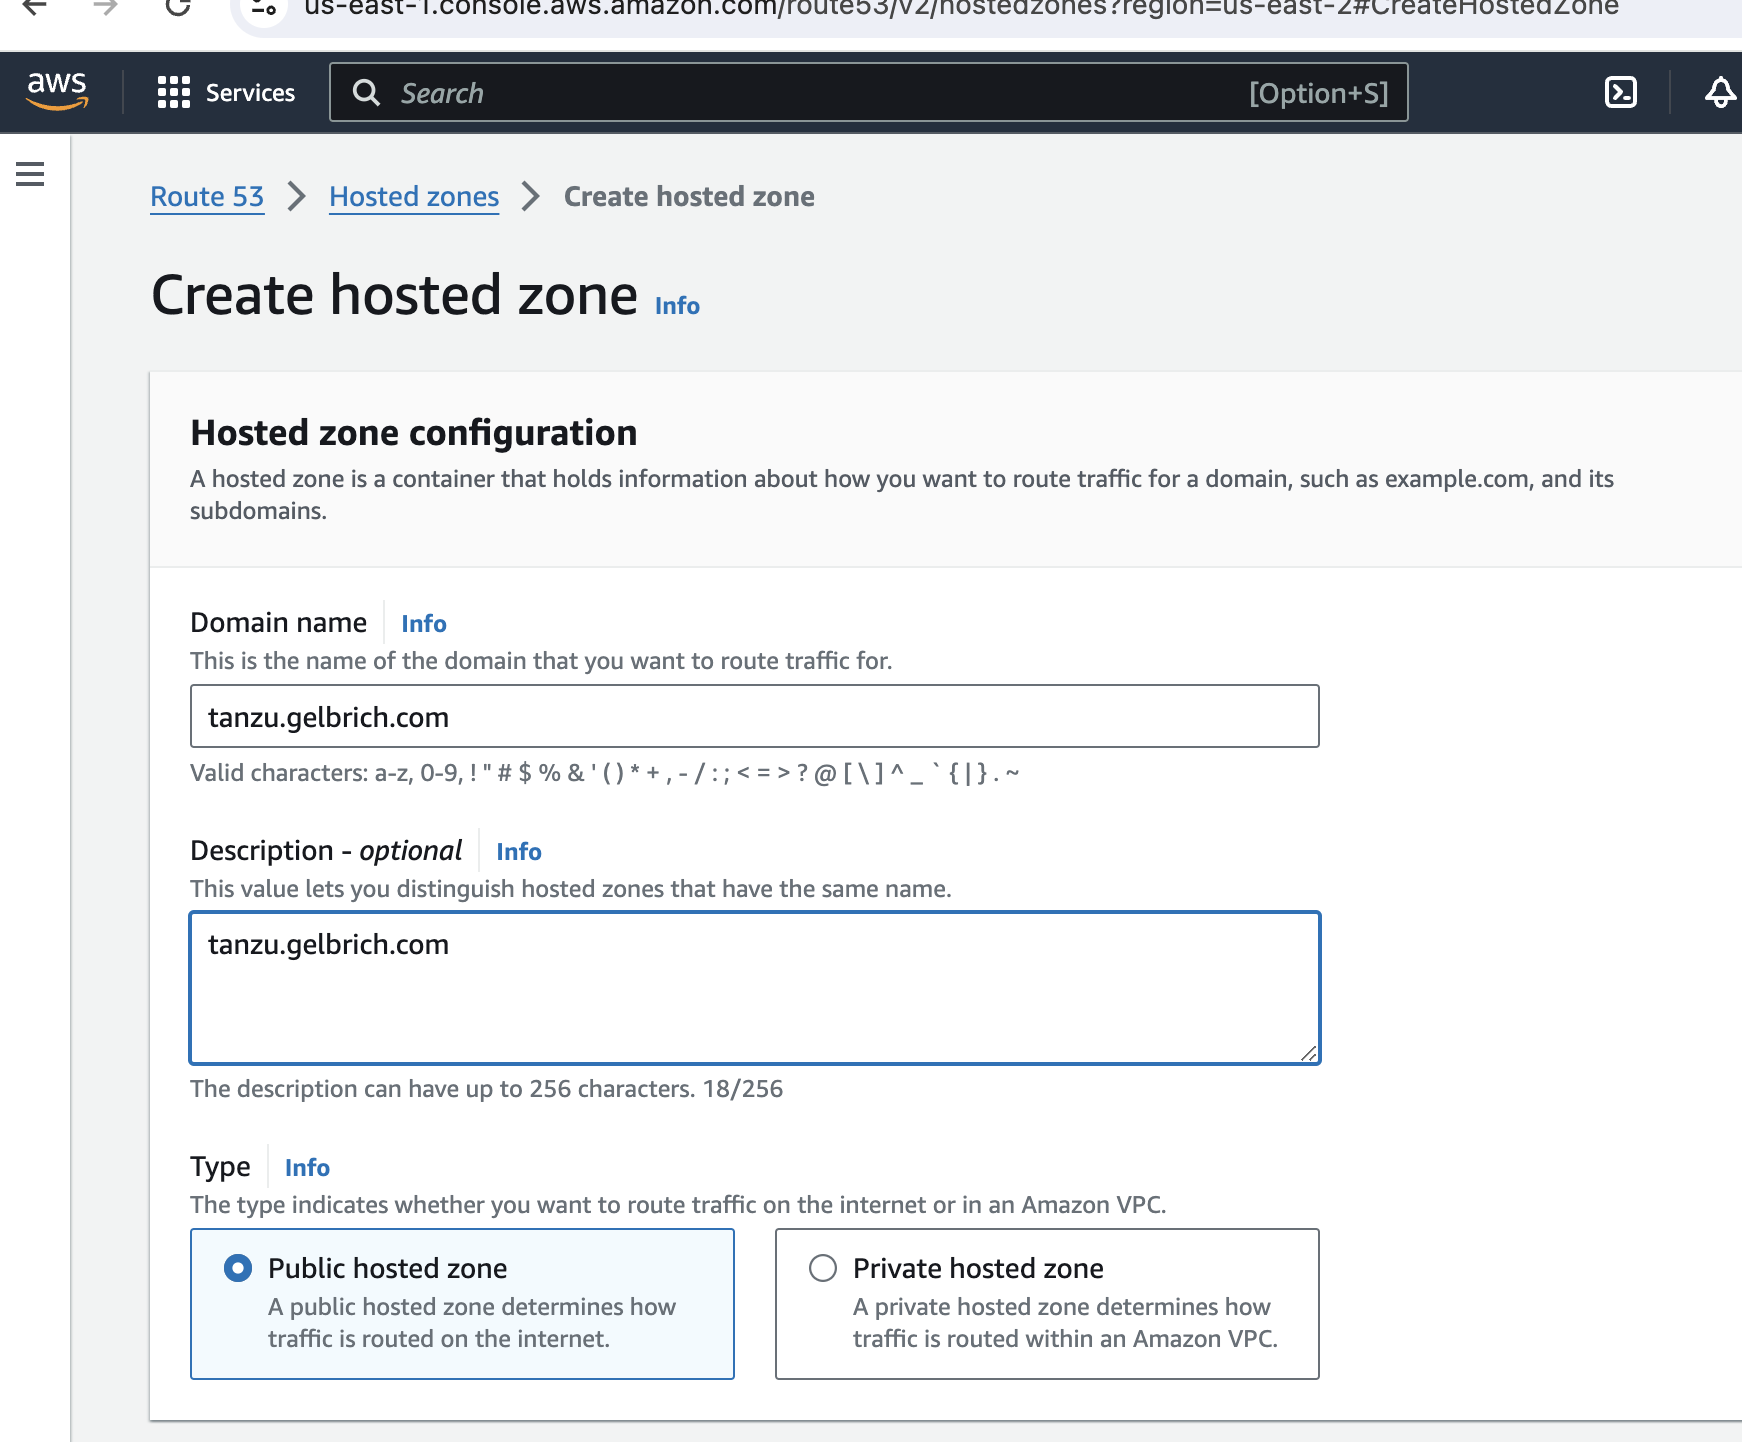 us-east-1.console.aws.amazon.com/route53/v2/hostedzones?region=us-east-2#CreateHostedZone
aws Services Search [Option+S]
Route 53 > Hosted zones > Create hosted zone
Create hosted zone Info
Hosted zone configuration
A hosted zone is a container that holds information about how you want to route traffic for a domain, such as example.com, and its
subdomains.
Domain name Info
This is the name of the domain that you want to route traffic for.
tanzu.gelbrich.com
Valid characters: a-z, 0-9, ! " # $ % & ' ( ) * + , - / : ; < = > ? @ [ \ ] ^ _ ` { | } . ~
Description - optional Info
This value lets you distinguish hosted zones that have the same name.
tanzu.gelbrich.com
The description can have up to 256 characters. 18/256
Type Info
The type indicates whether you want to route traffic on the internet or in an Amazon VPC.
Public hosted zone
A public hosted zone determines how
traffic is routed on the internet.
Private hosted zone
A private hosted zone determines how
traffic is routed within an Amazon VPC.